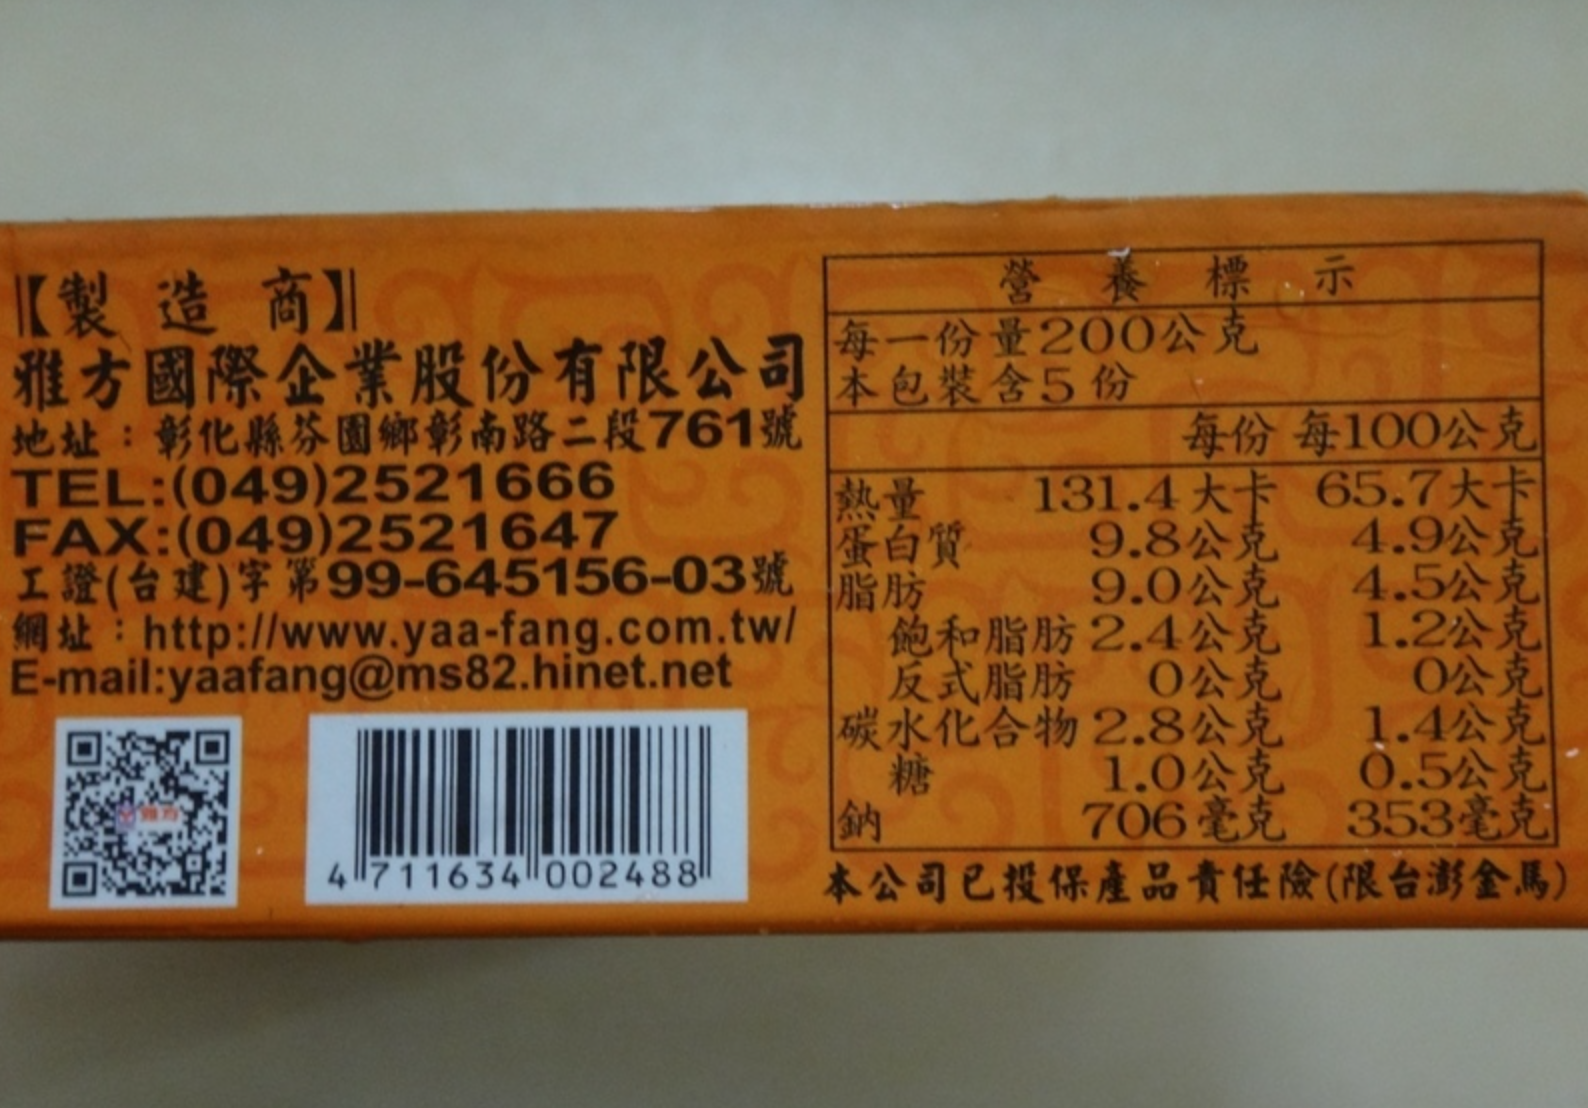 【製造商】
雅方國際企業股份有限公司
地址：彰化縣芬園鄉彰南路二段761號
TEL:(049)2521666
FAX:(049)2521647
工證(台建)字第99-645156-03號
網址：http://www.yaa-fang.com.tw/
E-mail:yaafang@ms82.hinet.net
雅方
4 711634 002488
營養標示
每一份量200公克
本包裝含5份
每份 每100公克
熱量 131.4大卡 65.7大卡
蛋白質 9.8公克 4.9公克
脂肪 9.0公克 4.5公克
飽和脂肪 2.4公克 1.2公克
反式脂肪 0公克 0公克
碳水化合物 2.8公克 1.4公克
糖 1.0公克 0.5公克
鈉 706毫克 353毫克
本公司已投保產品責任險(限台澎金馬)